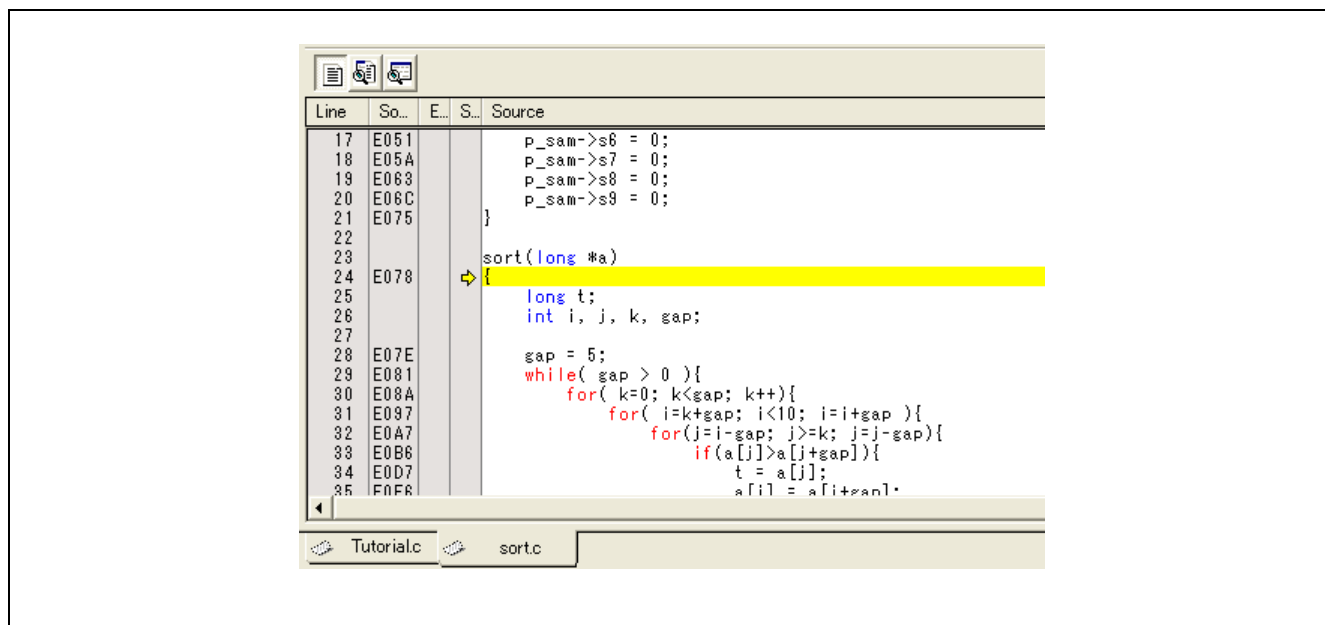 Line So... E... S... Source
17 E051 p_sam->s6 = 0;
18 E05A p_sam->s7 = 0;
19 E063 p_sam->s8 = 0;
20 E06C p_sam->s9 = 0;
21 E075 }
22
23 sort(long *a)
24 E078 {
25 long t;
26 int i, j, k, gap;
27
28 E07E gap = 5;
29 E081 while( gap > 0 ){
30 E08A for( k=0; k<gap; k++){
31 E097 for( i=k+gap; i<10; i=i+gap ){
32 E0A7 for(j=i-gap; j>=k; j=j-gap){
33 E0B6 if(a[j]>a[j+gap]){
34 E0D7 t = a[j];
35 E0E6 a[j] = a[j+gap];
Tutorial.c sort.c